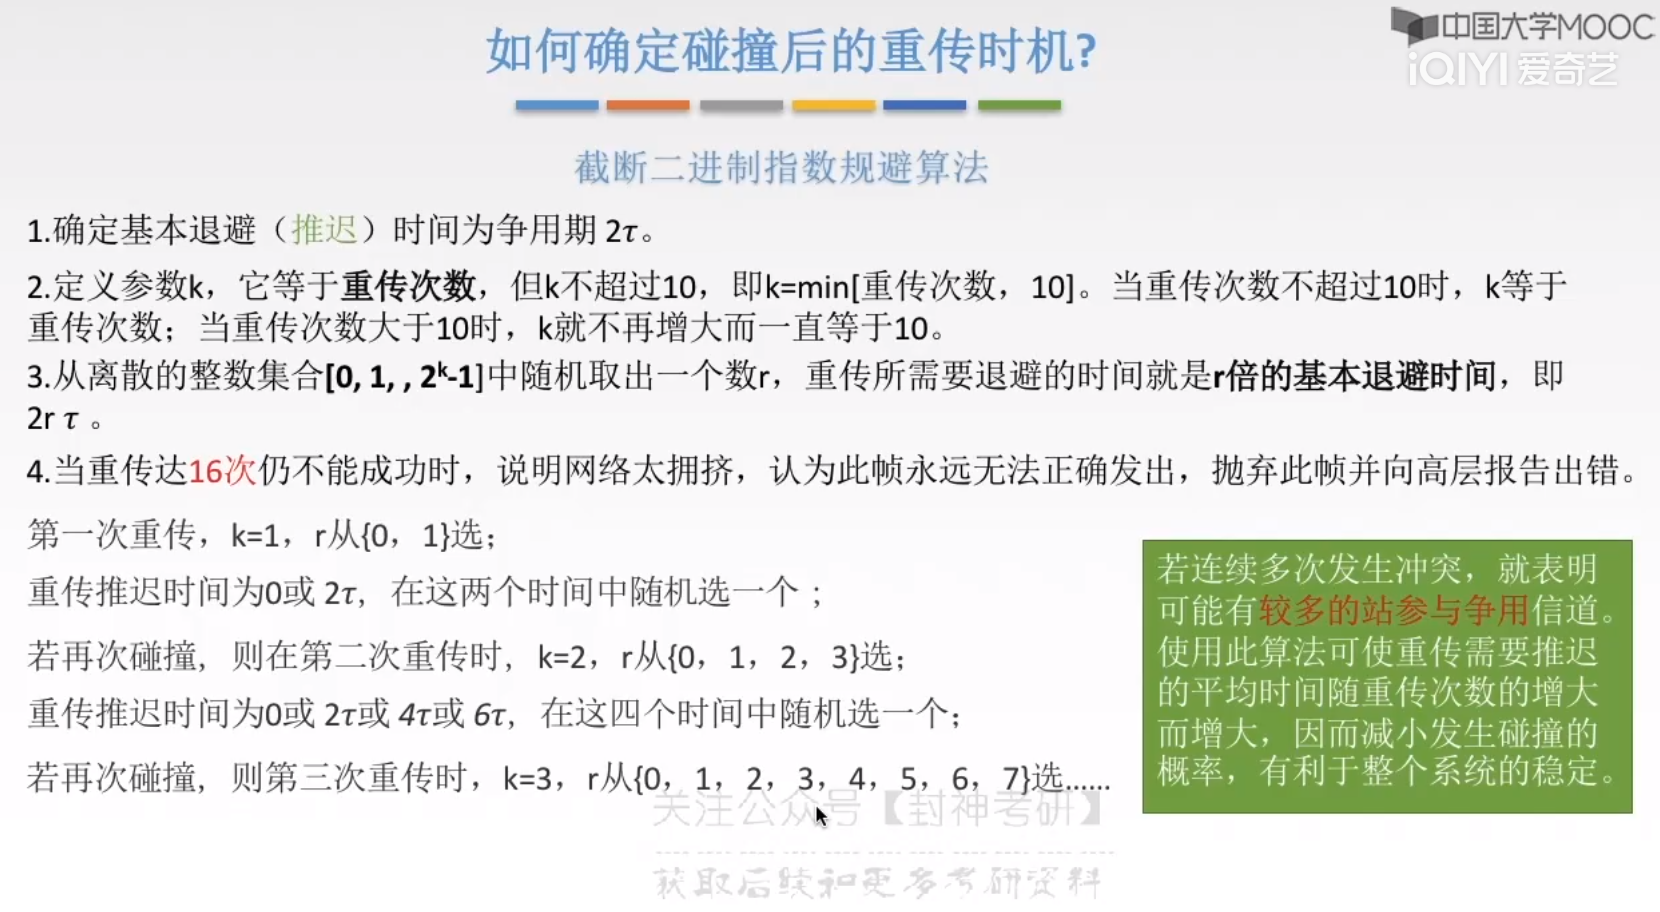 中国大学MOOC
iQIYI 爱奇艺
如何确定碰撞后的重传时机?
截断二进制指数规避算法
1.确定基本退避（推迟）时间为争用期 2τ。
2.定义参数k，它等于重传次数，但k不超过10，即k=min[重传次数，10]。当重传次数不超过10时，k等于
重传次数；当重传次数大于10时，k就不再增大而一直等于10。
3.从离散的整数集合[0, 1, , 2ᵏ-1]中随机取出一个数r，重传所需要退避的时间就是r倍的基本退避时间，即
2r τ 。
4.当重传达16次仍不能成功时，说明网络太拥挤，认为此帧永远无法正确发出，抛弃此帧并向高层报告出错。
第一次重传，k=1，r从{0，1}选；
重传推迟时间为0或 2τ，在这两个时间中随机选一个；
若再次碰撞，则在第二次重传时，k=2，r从{0，1，2，3}选；
重传推迟时间为0或 2τ或 4τ或 6τ，在这四个时间中随机选一个；
若再次碰撞，则第三次重传时，k=3，r从{0，1，2，3，4，5，6，7}选......
若连续多次发生冲突，就表明
可能有较多的站参与争用信道。
使用此算法可使重传需要推迟
的平均时间随重传次数的增大
而增大，因而减小发生碰撞的
概率，有利于整个系统的稳定。
关注公众号【封神考研】
获取后续和更多考研资料